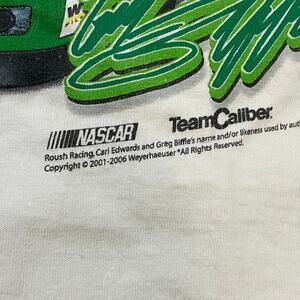 NASCAR
TeamCaliber
Roush Racing, Carl Edwards and Greg Biffle's name and/or likeness used by
Copyright © 2001-2006 Weyerhaeuser *All Rights Reserved.